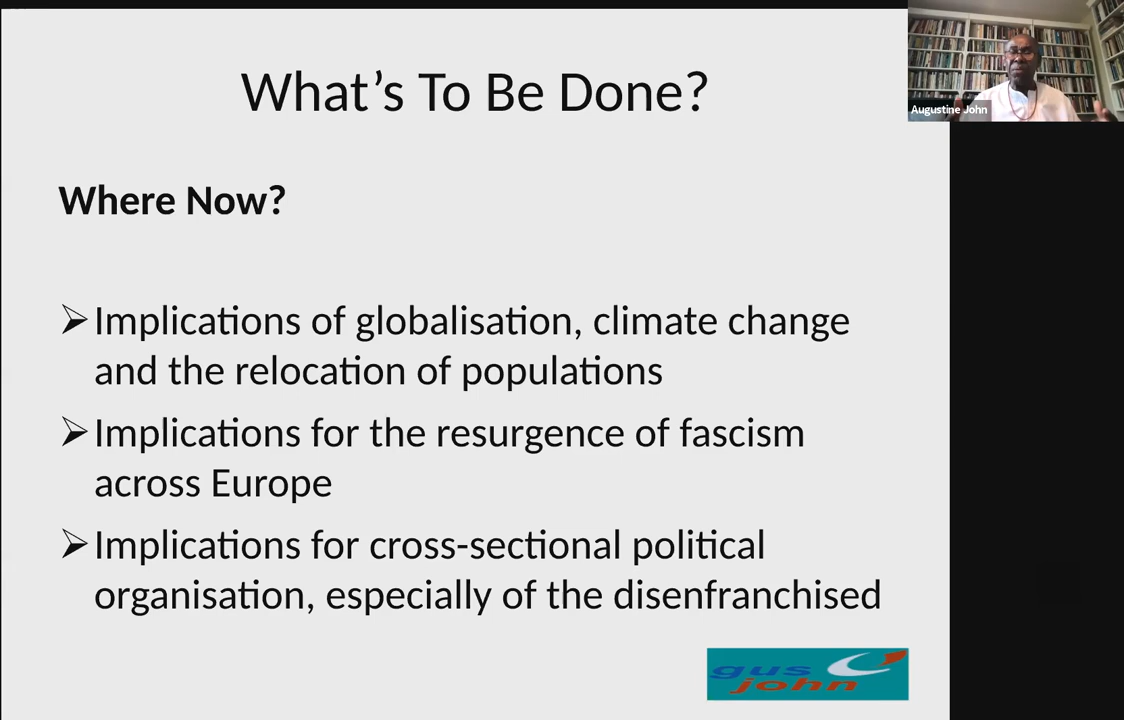 What’s To Be Done?
Augustine John
Where Now?
➢ Implications of globalisation, climate change
and the relocation of populations
➢ Implications for the resurgence of fascism
across Europe
➢ Implications for cross-sectional political
organisation, especially of the disenfranchised
gus
john